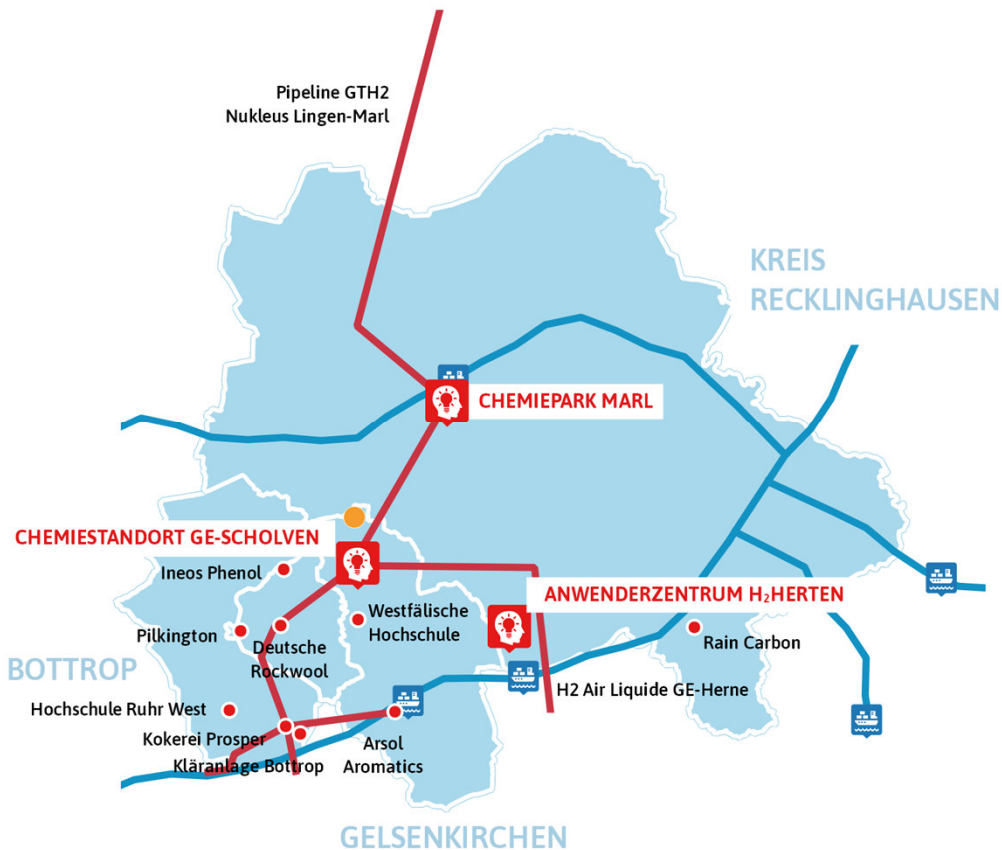 Pipeline GTH2
Nukleus Lingen-Marl
KREIS
RECKLINGHAUSEN
CHEMIEPARK MARL
CHEMIESTANDORT GE-SCHOLVEN
Ineos Phenol
ANWENDERZENTRUM H₂HERTEN
Westfälische
Hochschule
Pilkington
Deutsche
Rockwool
Rain Carbon
BOTTROP
H2 Air Liquide GE-Herne
Hochschule Ruhr West
Kokerei Prosper
Kläranlage Bottrop
Arsol
Aromatics
GELSENKIRCHEN